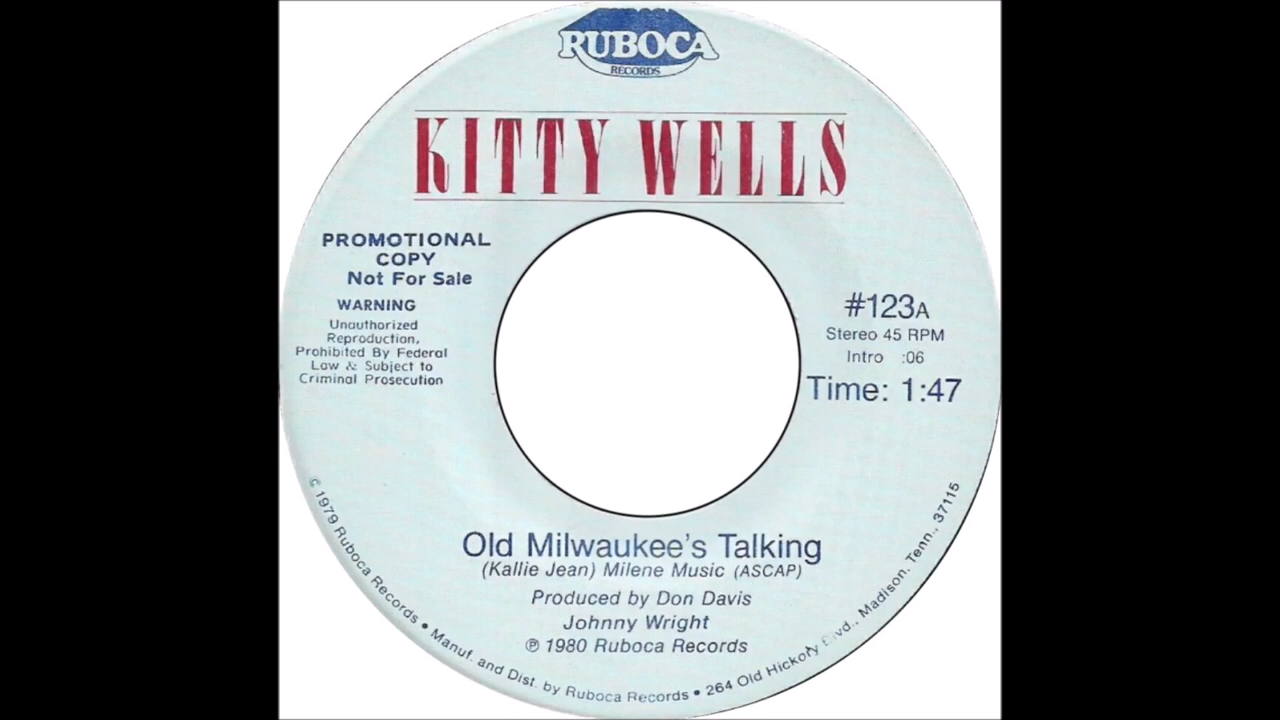 RUBOCA
RECORDS
KITTY WELLS
PROMOTIONAL
COPY
Not For Sale
WARNING
Unauthorized
Reproduction,
Prohibited By Federal
Law & Subject to
Criminal Prosecution
#123A
Stereo 45 RPM
Intro :06
Time: 1:47
Old Milwaukee's Talking
(Kallie Jean) Milene Music (ASCAP)
Produced by Don Davis
Johnny Wright
℗ 1980 Ruboca Records
© 1979 Ruboca Records • Manuf. and Dist. by Ruboca Records • 264 Old Hickory Blvd., Madison, Tenn., 37115